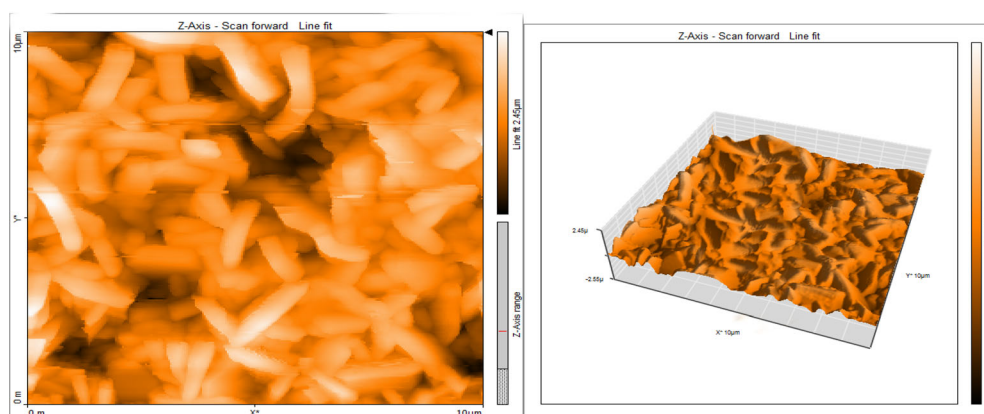 Z-Axis - Scan forward Line fit
10µm
Y*
0 m
0 m
X*
10µm
Line fit 2.45µm
Z-Axis range
Z-Axis - Scan forward Line fit
2.45µ
-2.55µ
X* 10µm
Y* 10µm